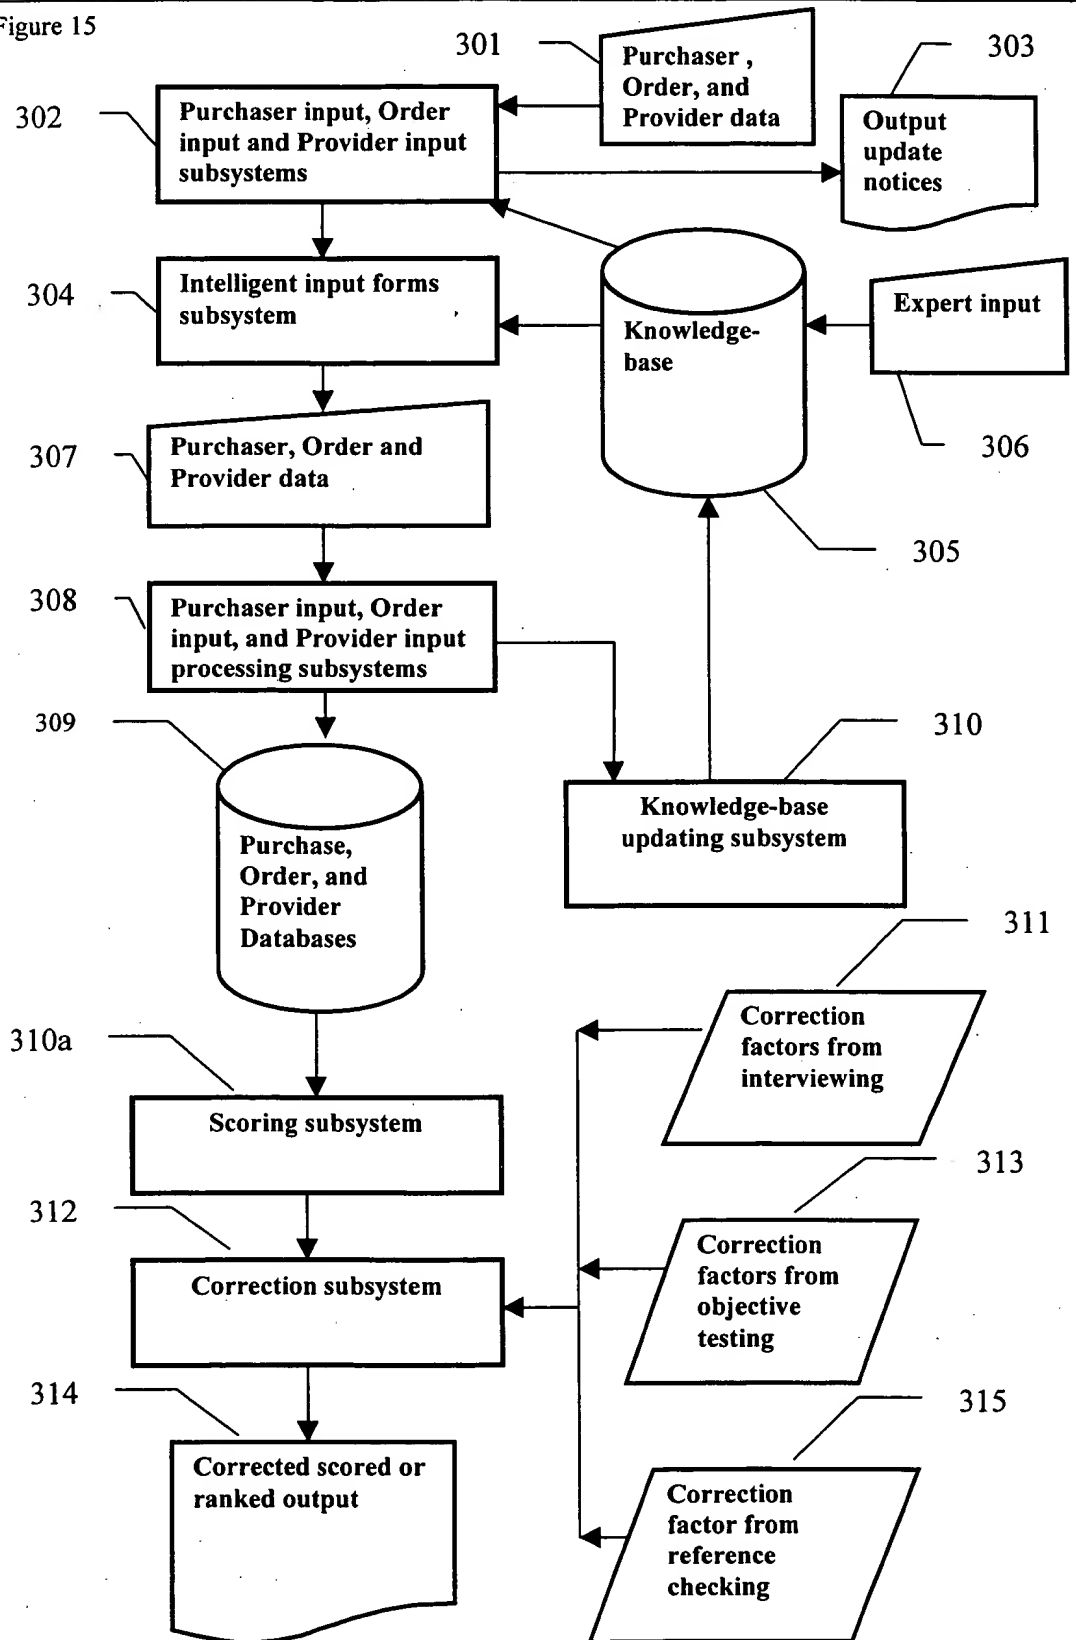 Figure 15
301
Purchaser ,
Order, and
Provider data
303
Output
update
notices
302
Purchaser input, Order
input and Provider input
subsystems
304
Intelligent input forms
subsystem
Knowledge-
base
Expert input
306
305
307
Purchaser, Order and
Provider data
308
Purchaser input, Order
input, and Provider input
processing subsystems
309
Purchase,
Order, and
Provider
Databases
310
Knowledge-base
updating subsystem
311
Correction
factors from
interviewing
310a
Scoring subsystem
313
Correction
factors from
objective
testing
312
Correction subsystem
314
Corrected scored or
ranked output
315
Correction
factor from
reference
checking